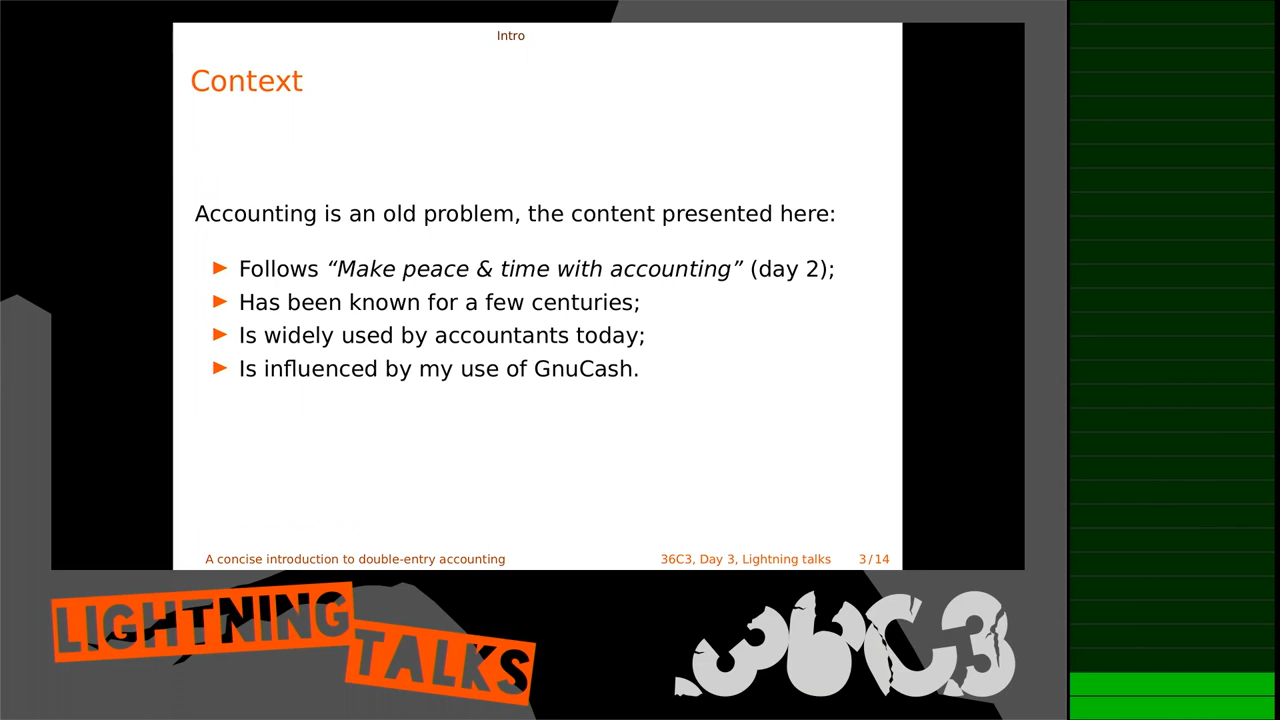 Intro
Context
Accounting is an old problem, the content presented here:
Follows “Make peace & time with accounting” (day 2);
Has been known for a few centuries;
Is widely used by accountants today;
Is influenced by my use of GnuCash.
A concise introduction to double-entry accounting
36C3, Day 3, Lightning talks 3/14
LIGHTNING
TALKS
36C3